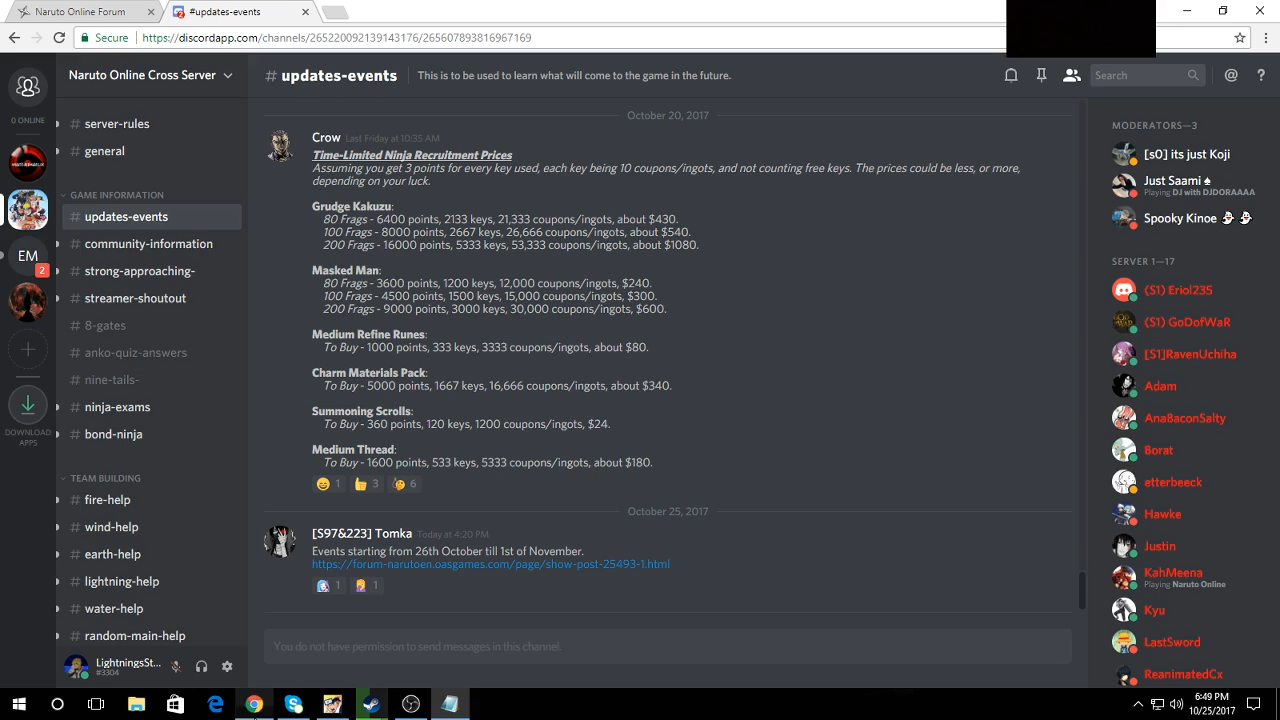 Naruto Online Forum
#updates-events
Secure
https://discordapp.com/channels/265220092139143176/265607893816967169
0 ONLINE
EM
2
DOWNLOAD
APPS
Naruto Online Cross Server
server-rules
general
GAME INFORMATION
# updates-events
# community-information
# strong-approaching-
# streamer-shoutout
# 8-gates
# anko-quiz-answers
# nine-tails-
# ninja-exams
# bond-ninja
TEAM BUILDING
# fire-help
# wind-help
# earth-help
# lightning-help
# water-help
# random-main-help
LightningsSt...
#3304
# updates-events
This is to be used to learn what will come to the game in the future.
Search
October 20, 2017
Crow Last Friday at 10:35 AM
Time-Limited Ninja Recruitment Prices
Assuming you get 3 points for every key used, each key being 10 coupons/ingots, and not counting free keys. The prices could be less, or more,
depending on your luck.
Grudge Kakuzu:
80 Frags - 6400 points, 2133 keys, 21,333 coupons/ingots, about $430.
100 Frags - 8000 points, 2667 keys, 26,666 coupons/ingots, about $540.
200 Frags - 16000 points, 5333 keys, 53,333 coupons/ingots, about $1080.
Masked Man:
80 Frags - 3600 points, 1200 keys, 12,000 coupons/ingots, $240.
100 Frags - 4500 points, 1500 keys, 15,000 coupons/ingots, $300.
200 Frags - 9000 points, 3000 keys, 30,000 coupons/ingots, $600.
Medium Refine Runes:
To Buy - 1000 points, 333 keys, 3333 coupons/ingots, about $80.
Charm Materials Pack:
To Buy - 5000 points, 1667 keys, 16,666 coupons/ingots, about $340.
Summoning Scrolls:
To Buy - 360 points, 120 keys, 1200 coupons/ingots, $24.
Medium Thread:
To Buy - 1600 points, 533 keys, 5333 coupons/ingots, about $180.
1 3 6
October 25, 2017
[S97&223] Tomka Today at 4:20 PM
Events starting from 26th October till 1st of November.
https://forum-narutoen.oasgames.com/page/show-post-25493-1.html
1 1
You do not have permission to send messages in this channel.
MODERATORS—3
[s0] its just Koji
Just Saami ♠
Playing DJ with DJDORAAAA
Spooky Kinoe 👻 👻
SERVER 1—17
(S1) Eriol235
(S1) GoDofWaR
[S1]RavenUchiha
Adam
AnaBaconSalty
Borat
etterbeeck
Hawke
Justin
KahMeena
Playing Naruto Online
Kyu
LastSword
ReanimatedCx
6:49 PM
10/25/2017